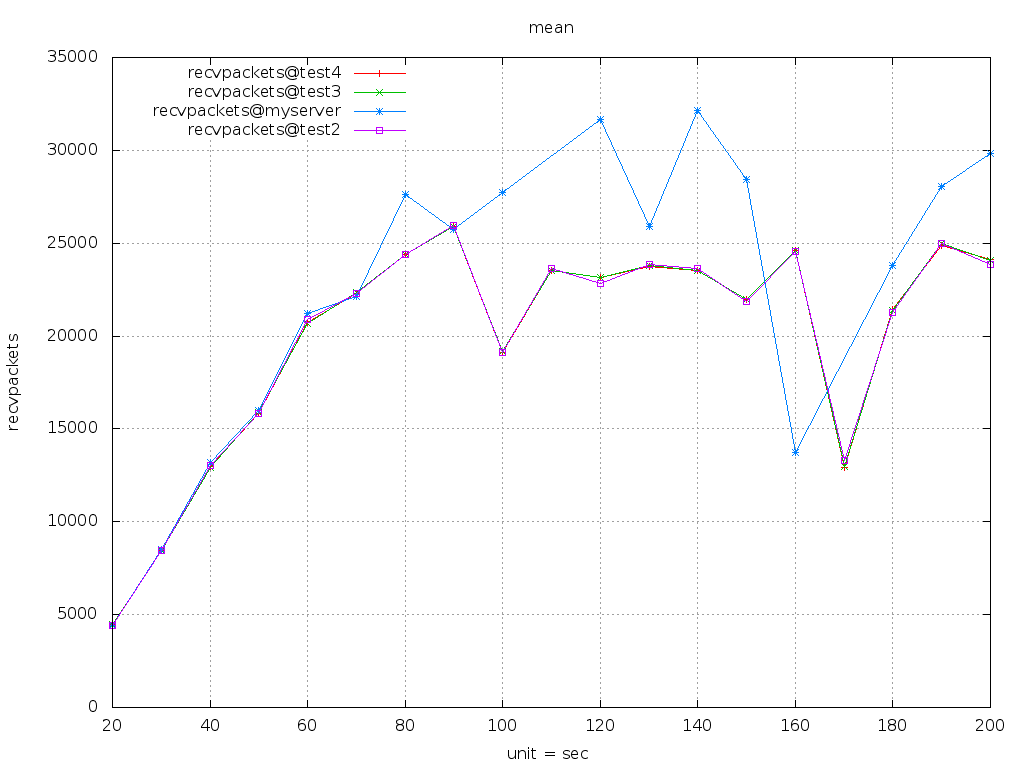 mean
35000
30000
25000
20000
15000
10000
5000
0
recvpackets@test4
recvpackets@test3
recvpackets@myserver
recvpackets@test2
recvpackets
20 40 60 80 100 120 140 160 180 200
unit = sec